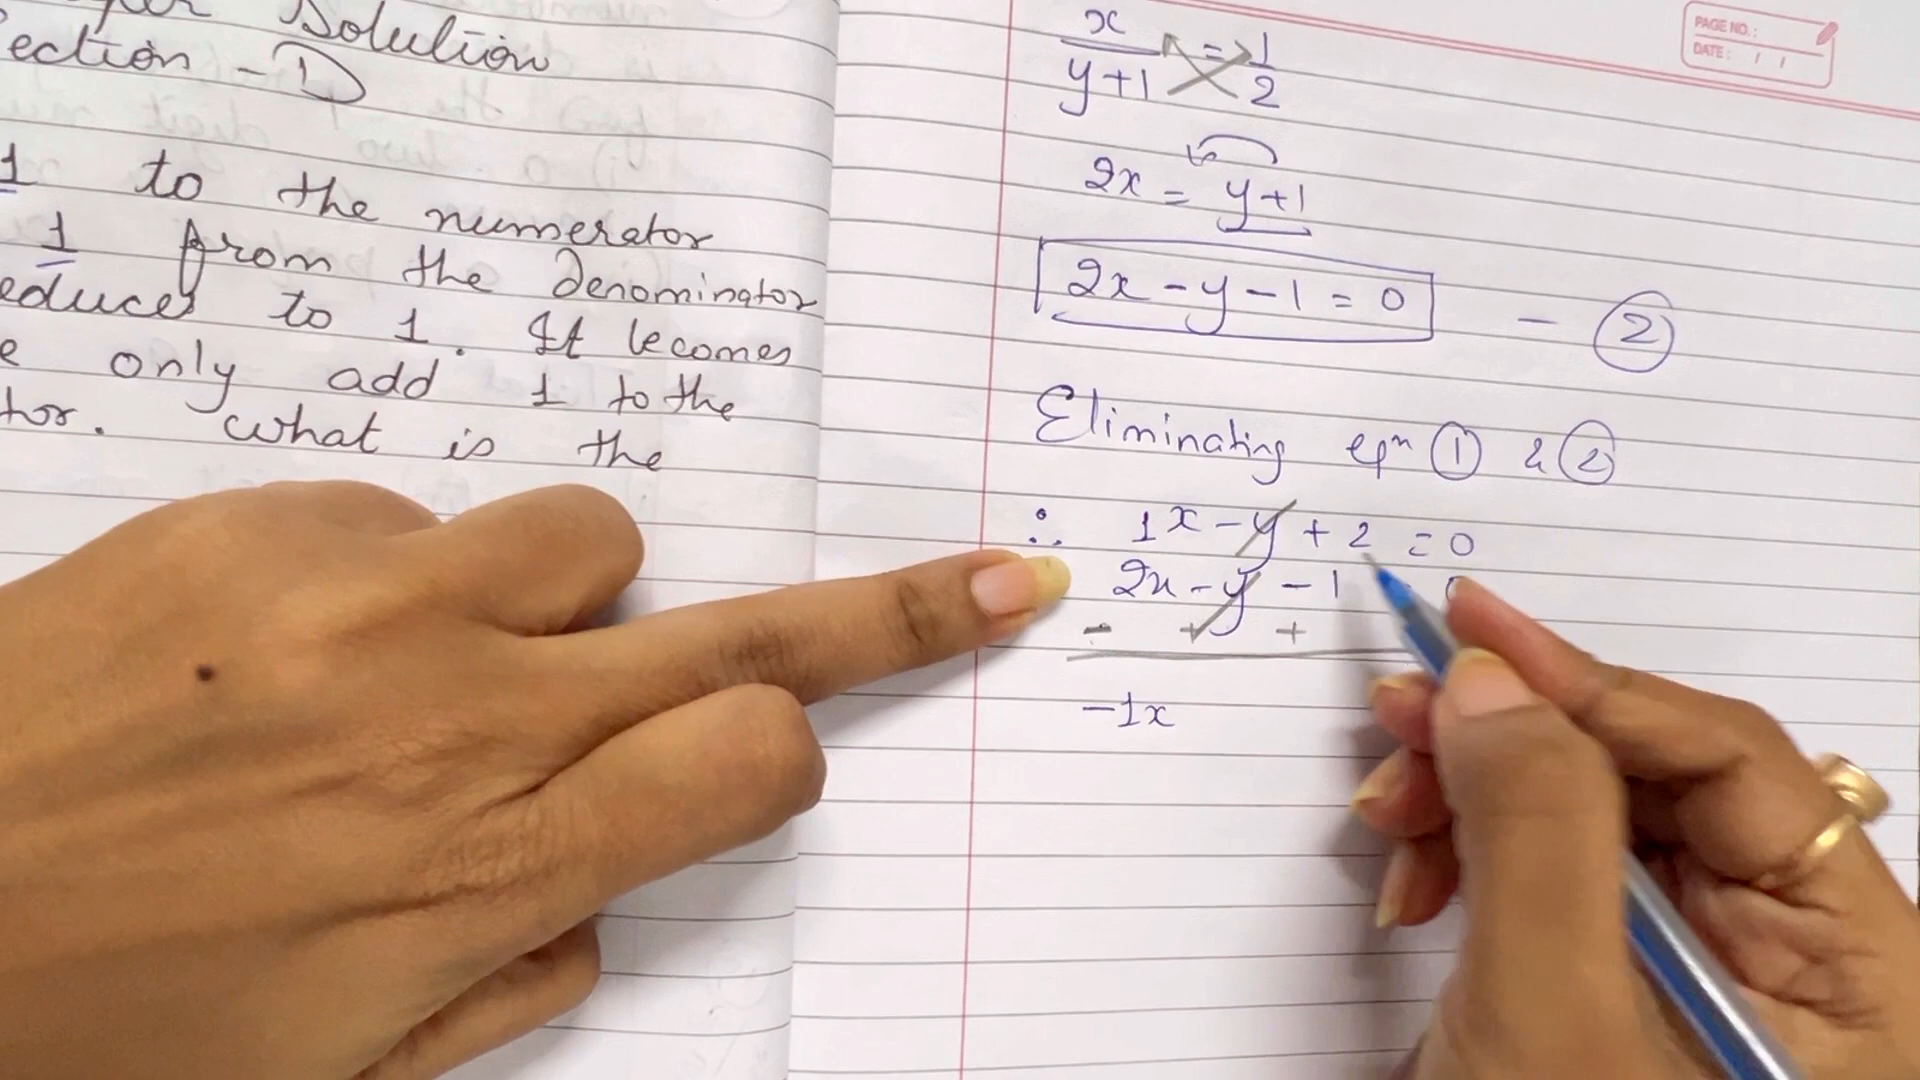 Solution
ection - D
1 to the numerator
1 from the Denominator
educes to 1. It becomes
e only add 1 to the
tor. what is the
PAGE NO.:
DATE: / /
x/y+1 = 1/2
2x = y+1
2x - y - 1 = 0 - ②
Eliminating eqn ① & ②
∴ 1x - y + 2 = 0
2x - y - 1 0
- + +
-1x